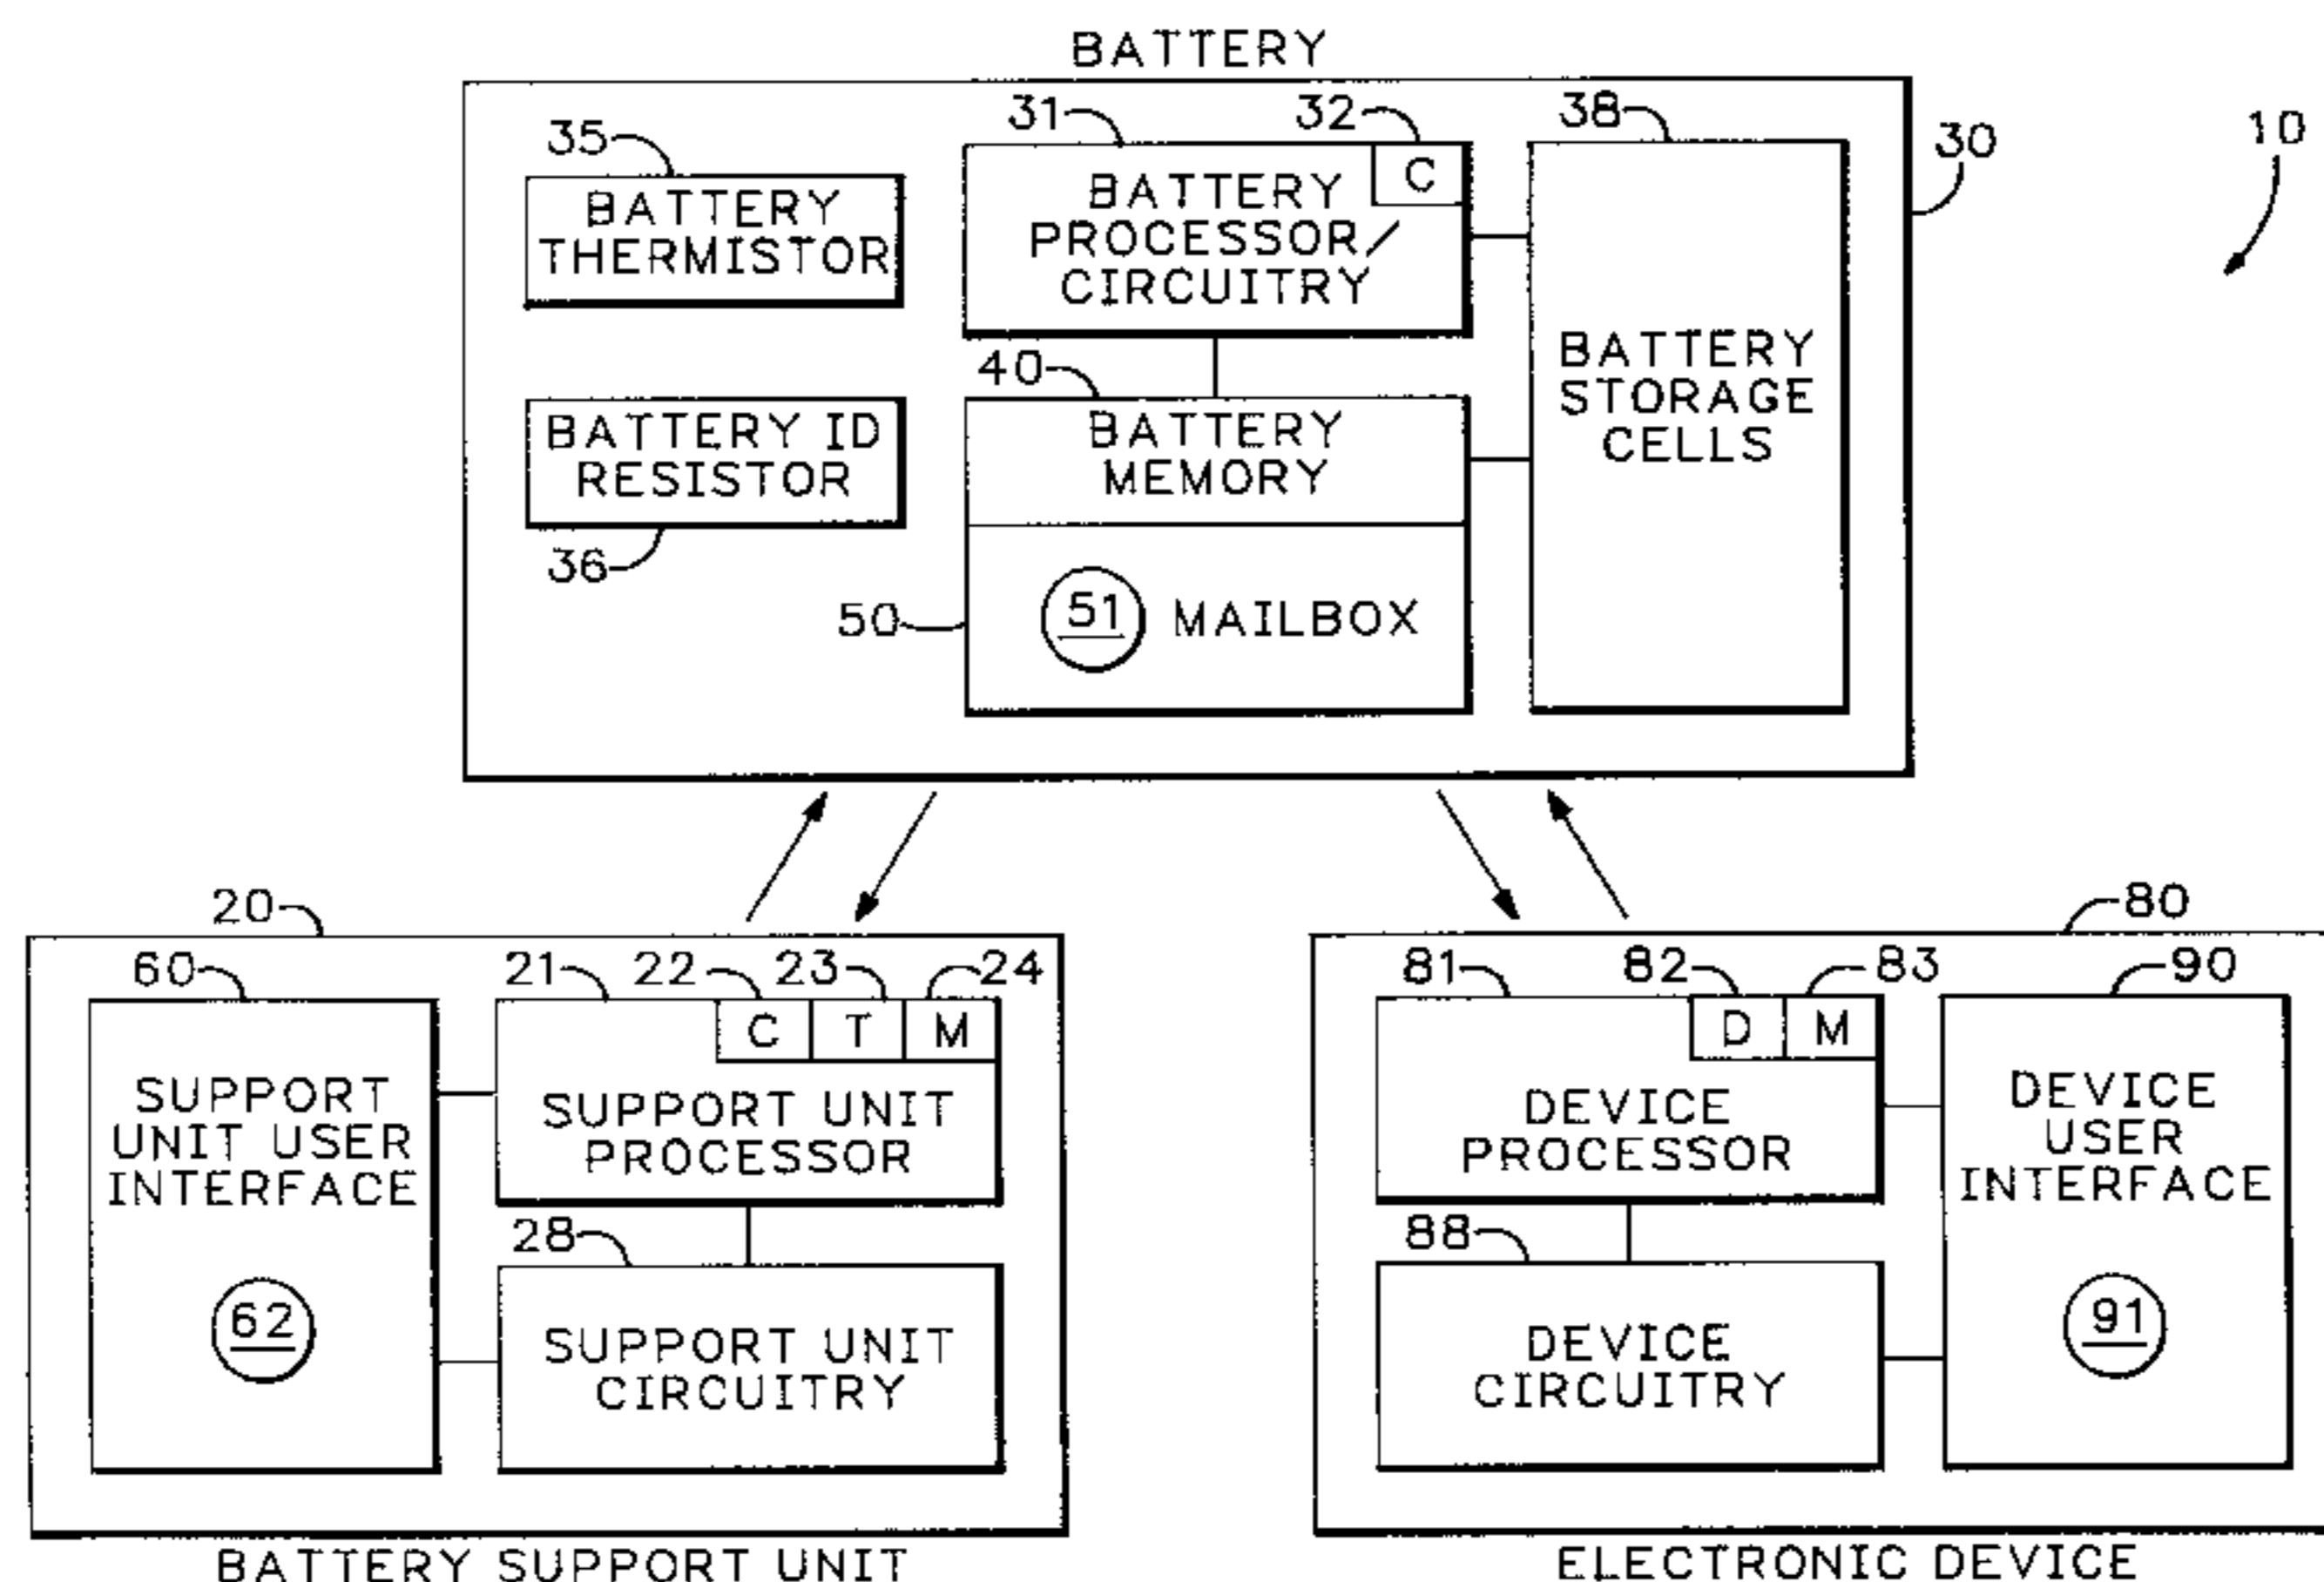 BATTERY
10
30
35
BATTERY
THERMISTOR
31
32
C
BATTERY
PROCESSOR/
CIRCUITRY
38
BATTERY
STORAGE
CELLS
BATTERY ID
RESISTOR
36
40
BATTERY
MEMORY
50
51 MAILBOX
20
60
SUPPORT
UNIT USER
INTERFACE
62
21 22 23 24
C T M
SUPPORT UNIT
PROCESSOR
28
SUPPORT UNIT
CIRCUITRY
BATTERY SUPPORT UNIT
80
81 82 83
D M
DEVICE
PROCESSOR
88
DEVICE
CIRCUITRY
90
DEVICE
USER
INTERFACE
91
ELECTRONIC DEVICE